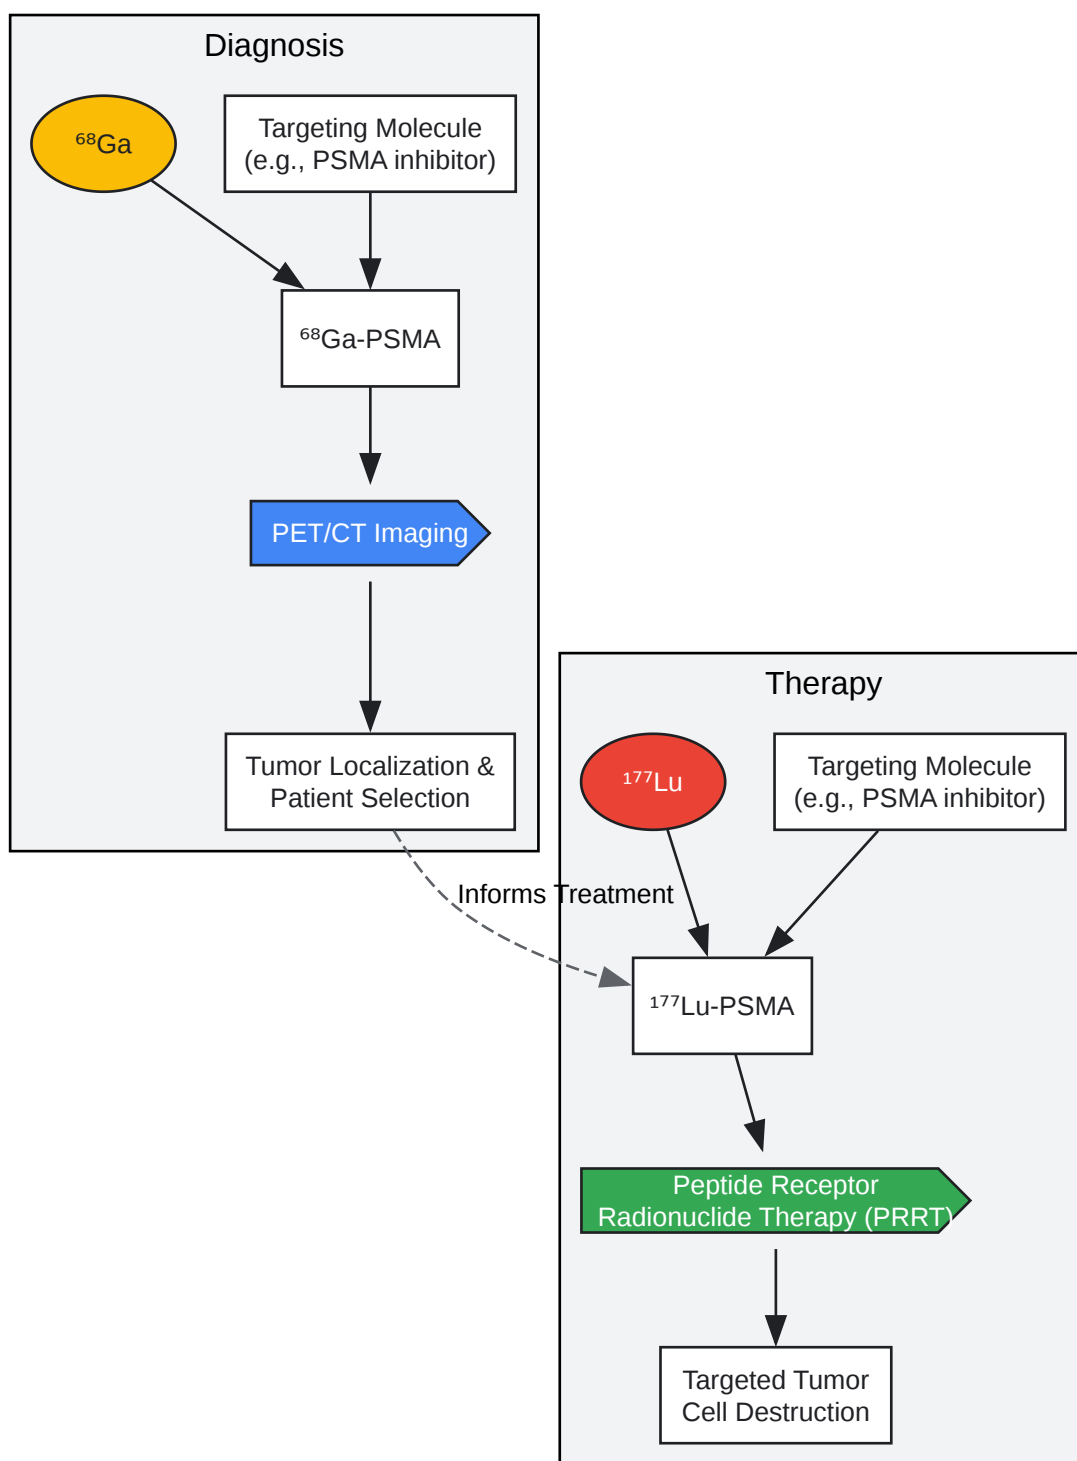 Diagnosis
⁶⁸Ga
Targeting Molecule
(e.g., PSMA inhibitor)
⁶⁸Ga-PSMA
PET/CT Imaging
Tumor Localization &
Patient Selection
Informs Treatment
Therapy
¹⁷⁷Lu
Targeting Molecule
(e.g., PSMA inhibitor)
¹⁷⁷Lu-PSMA
Peptide Receptor
Radionuclide Therapy (PRRT)
Targeted Tumor
Cell Destruction